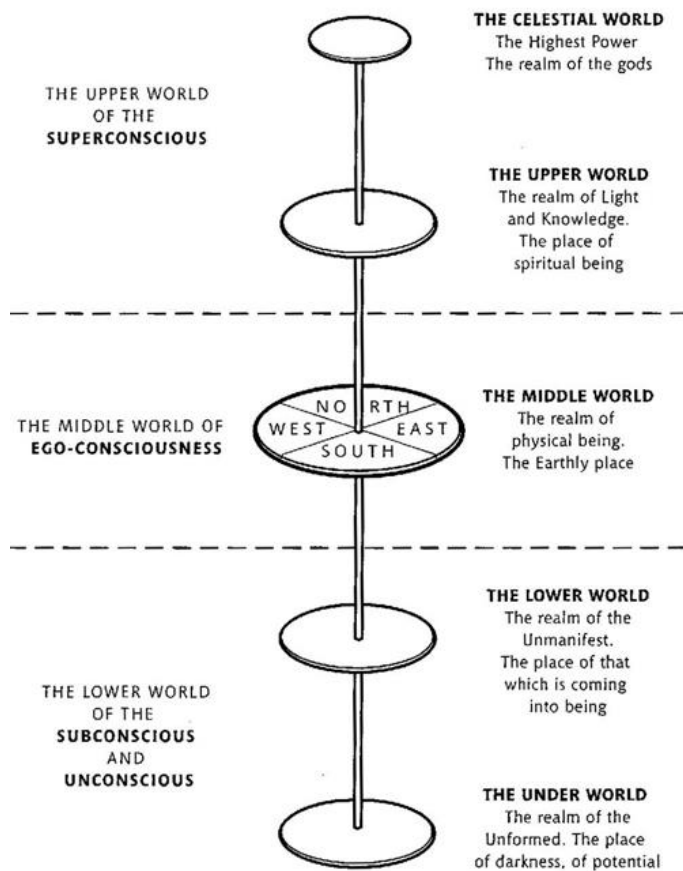 THE CELESTIAL WORLD
The Highest Power
The realm of the gods
THE UPPER WORLD
OF THE
SUPERCONSCIOUS
THE UPPER WORLD
The realm of Light
and Knowledge.
The place of
spiritual being
THE MIDDLE WORLD OF
EGO-CONSCIOUSNESS
NORTH
WEST EAST
SOUTH
THE MIDDLE WORLD
The realm of
physical being.
The Earthly place
THE LOWER WORLD
The realm of the
Unmanifest.
The place of that
which is coming
into being
THE LOWER WORLD
OF THE
SUBCONSCIOUS
AND
UNCONSCIOUS
THE UNDER WORLD
The realm of the
Unformed. The place
of darkness, of potential